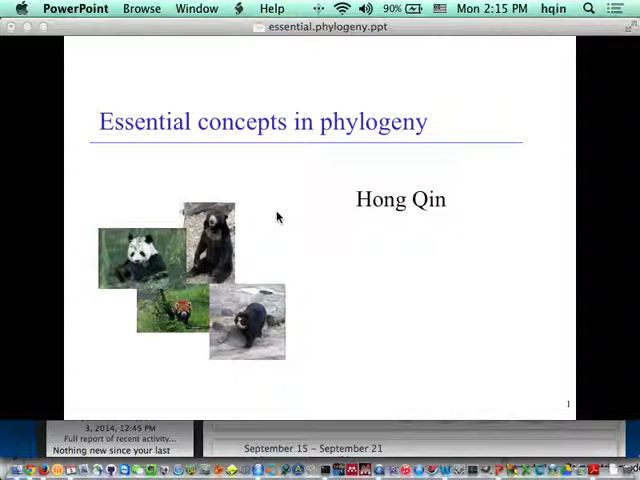 PowerPoint Browse Window Help 90% Mon 2:15 PM hqin
essential.phylogeny.ppt
Essential concepts in phylogeny
Hong Qin
1
3, 2014, 12:45 PM
Full report of recent activity...
Nothing new since your last
September 15 – September 21